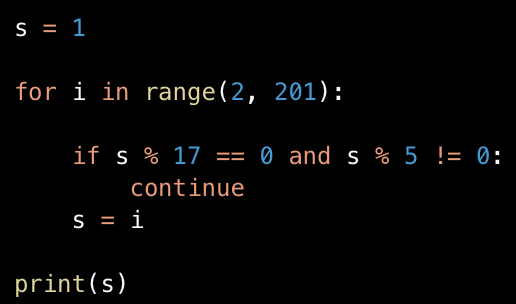 s = 1
for i in range(2, 201):
    if s % 17 == 0 and s % 5 != 0:
        continue
    s = i
print(s)